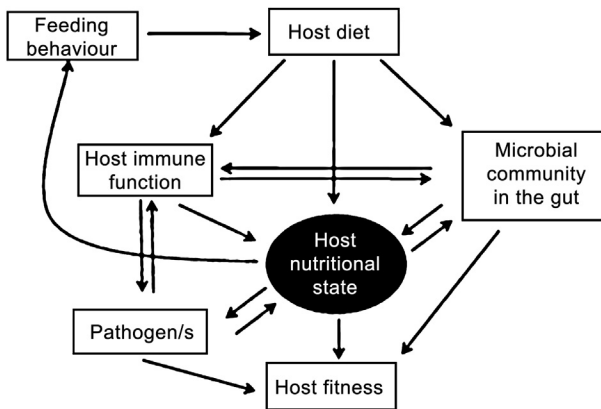 Feeding
behaviour
Host diet
Host immune
function
Microbial
community
in the gut
Host
nutritional
state
Pathogen/s
Host fitness